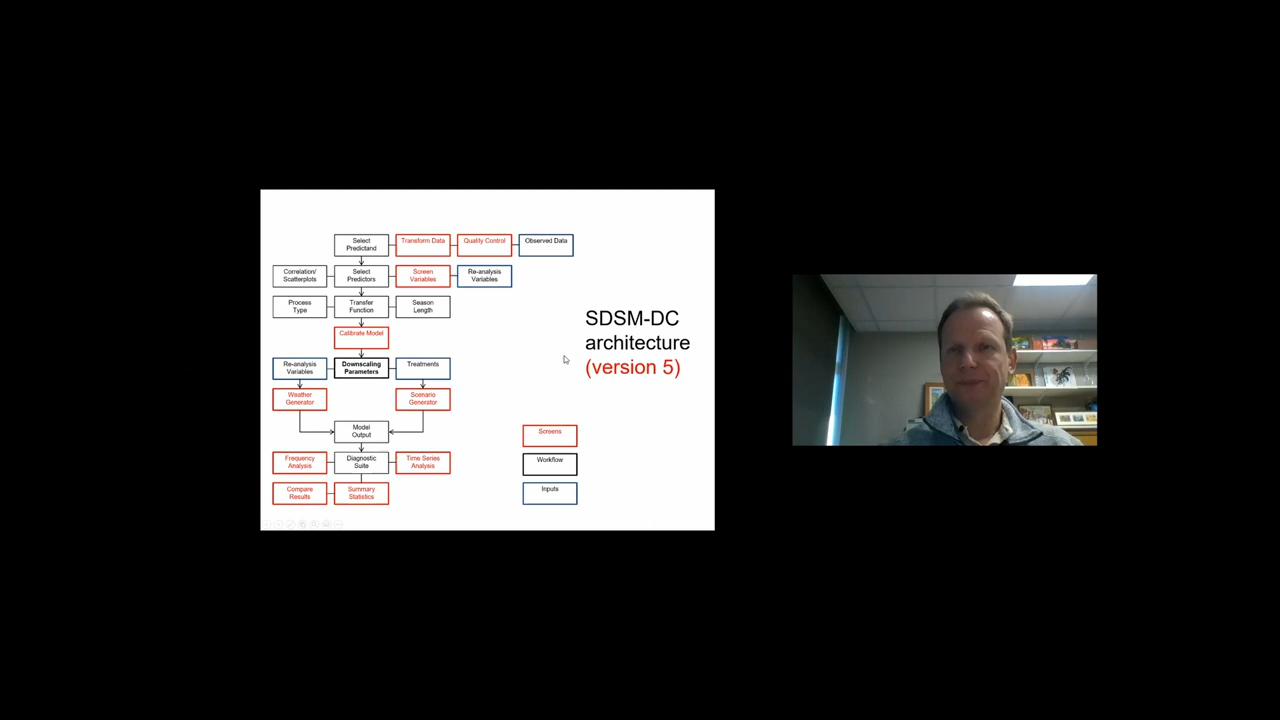 Select
Predictand
Transform Data
Quality Control
Observed Data
Correlation/
Scatterplots
Select
Predictors
Screen
Variables
Re-analysis
Variables
Process
Type
Transfer
Function
Season
Length
Calibrate Model
Re-analysis
Variables
Downscaling
Parameters
Treatments
Weather
Generator
Scenario
Generator
Model
Output
Frequency
Analysis
Diagnostic
Suite
Time Series
Analysis
Compare
Results
Summary
Statistics
SDSM-DC
architecture
(version 5)
Screens
Workflow
Inputs